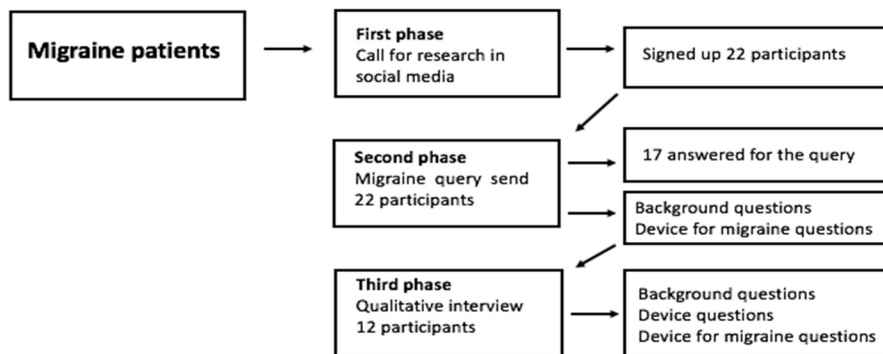 Migraine patients
First phase
Call for research in
social media
Signed up 22 participants
Second phase
Migraine query send
22 participants
17 answered for the query
Background questions
Device for migraine questions
Third phase
Qualitative interview
12 participants
Background questions
Device questions
Device for migraine questions